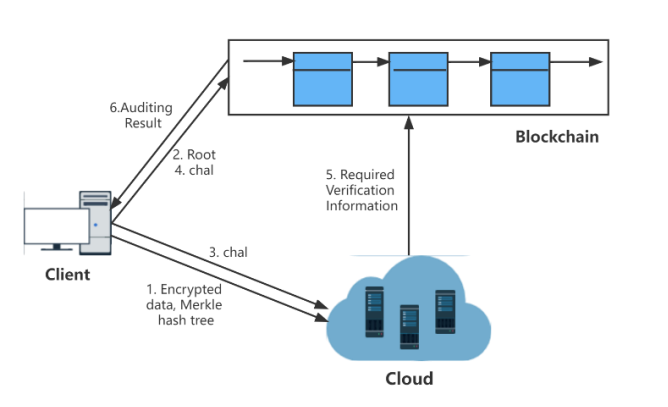 6.Auditing
Result
2. Root
4. chal
Blockchain
5. Required
Verification
Information
3. chal
Client
1. Encrypted
data, Merkle
hash tree
Cloud